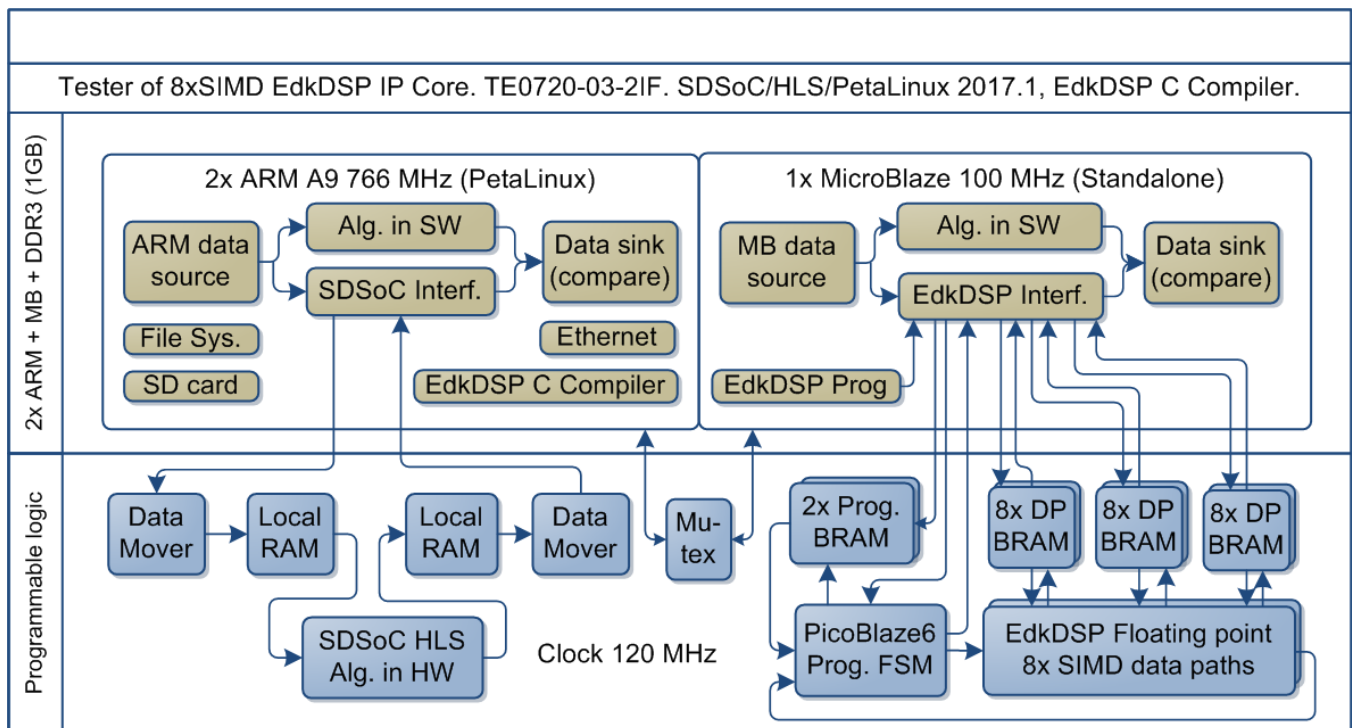 Tester of 8xSIMD EdkDSP IP Core. TE0720-03-2IF. SDSoC/HLS/PetaLinux 2017.1, EdkDSP C Compiler.
2x ARM + MB + DDR3 (1GB)
2x ARM A9 766 MHz (PetaLinux)
ARM data
source
Alg. in SW
SDSoC Interf.
Data sink
(compare)
File Sys.
Ethernet
SD card
EdkDSP C Compiler
1x MicroBlaze 100 MHz (Standalone)
MB data
source
Alg. in SW
EdkDSP Interf.
Data sink
(compare)
EdkDSP Prog
Programmable logic
Data
Mover
Local
RAM
Local
RAM
Data
Mover
Mu-
tex
2x Prog.
BRAM
8x DP
BRAM
8x DP
BRAM
8x DP
BRAM
SDSoC HLS
Alg. in HW
Clock 120 MHz
PicoBlaze6
Prog. FSM
EdkDSP Floating point
8x SIMD data paths